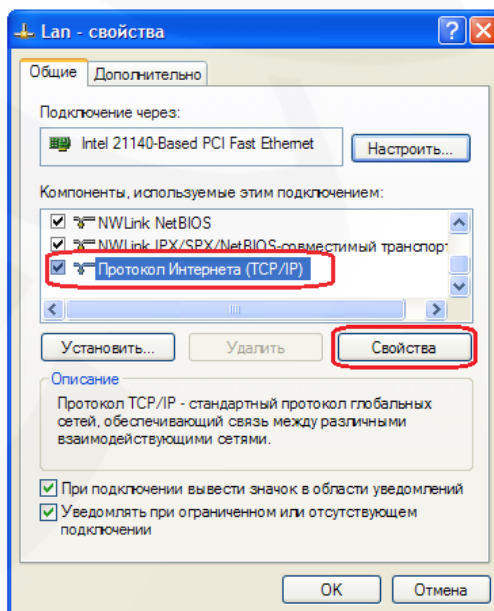 Lan - свойства
Общие
Дополнительно
Подключение через:
Intel 21140-Based PCI Fast Ethernet
Настроить...
Компоненты, используемые этим подключением:
NWLink NetBIOS
NWLink IPX/SPX/NetBIOS-совместимый транспорт
Протокол Интернета (TCP/IP)
Установить...
Удалить
Свойства
Описание
Протокол TCP/IP - стандартный протокол глобальных
сетей, обеспечивающий связь между различными
взаимодействующими сетями.
При подключении вывести значок в области уведомлений
Уведомлять при ограниченном или отсутствующем
подключении
OK
Отмена